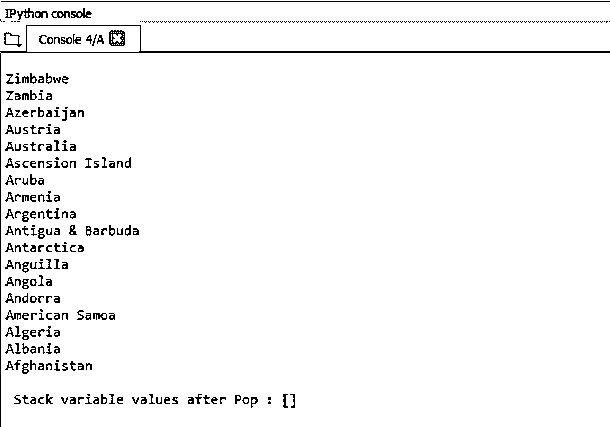 IPython console
Console 4/A
Zimbabwe
Zambia
Azerbaijan
Austria
Australia
Ascension Island
Aruba
Armenia
Argentina
Antigua & Barbuda
Antarctica
Anguilla
Angola
Andorra
American Samoa
Algeria
Albania
Afghanistan
Stack variable values after Pop : []